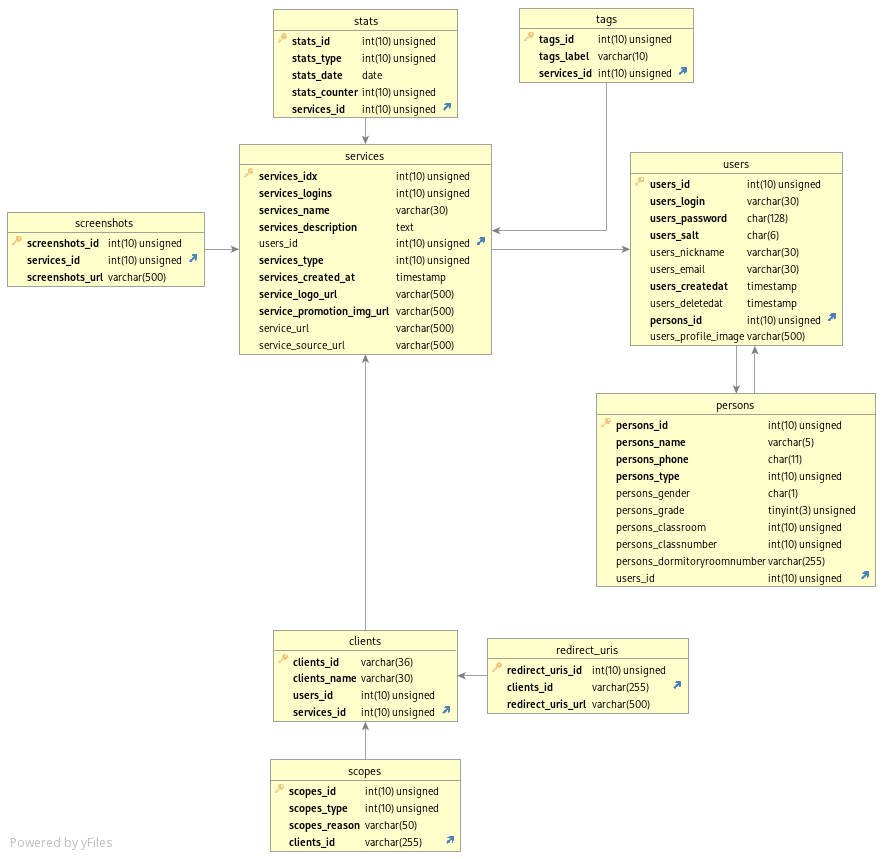 stats
stats_id int(10) unsigned
stats_type int(10) unsigned
stats_date date
stats_counter int(10) unsigned
services_id int(10) unsigned
tags
tags_id int(10) unsigned
tags_label varchar(10)
services_id int(10) unsigned
services
services_idx int(10) unsigned
services_logins int(10) unsigned
services_name varchar(30)
services_description text
users_id int(10) unsigned
services_type int(10) unsigned
services_created_at timestamp
service_logo_url varchar(500)
service_promotion_img_url varchar(500)
service_url varchar(500)
service_source_url varchar(500)
users
users_id int(10) unsigned
users_login varchar(30)
users_password char(128)
users_salt char(6)
users_nickname varchar(30)
users_email varchar(30)
users_createdat timestamp
users_deletedat timestamp
persons_id int(10) unsigned
users_profile_image varchar(500)
screenshots
screenshots_id int(10) unsigned
services_id int(10) unsigned
screenshots_url varchar(500)
persons
persons_id int(10) unsigned
persons_name varchar(5)
persons_phone char(11)
persons_type int(10) unsigned
persons_gender char(1)
persons_grade tinyint(3) unsigned
persons_classroom int(10) unsigned
persons_classnumber int(10) unsigned
persons_dormitoryroomnumber varchar(255)
users_id int(10) unsigned
clients
clients_id varchar(36)
clients_name varchar(30)
users_id int(10) unsigned
services_id int(10) unsigned
redirect_uris
redirect_uris_id int(10) unsigned
clients_id varchar(255)
redirect_uris_url varchar(500)
scopes
scopes_id int(10) unsigned
scopes_type int(10) unsigned
scopes_reason varchar(50)
clients_id varchar(255)
Powered by yFiles